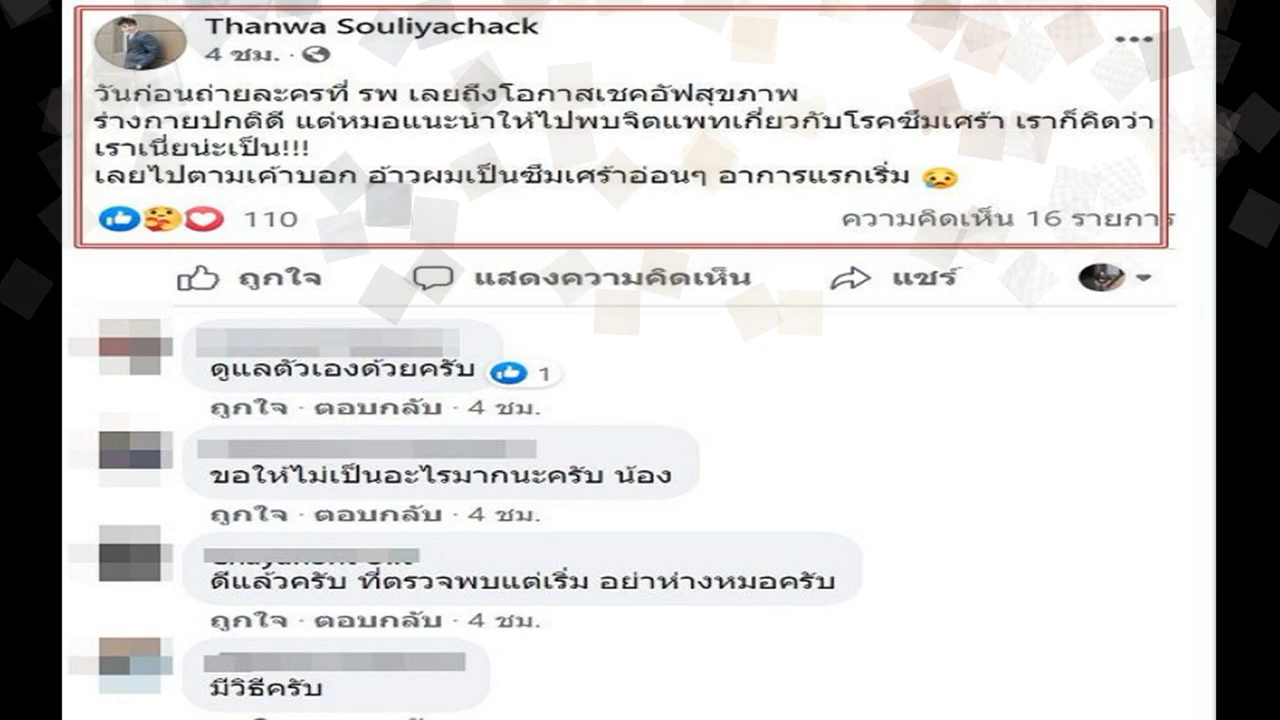 Thanwa Souliyachack
4 ชม. ·
วันก่อนถ่ายละครที่ รพ เลยถึงโอกาสเชคอัฟสุขภาพ
ร่างกายปกติดี แต่หมอแนะนำให้ไปพบจิตแพทเกี่ยวกับโรคซึมเศร้า เราก็คิดว่า
เราเนี่ยน่ะเป็น!!!
เลยไปตามเค้าบอก อ้าวผมเป็นซึมเศร้าอ่อนๆ อาการแรกเริ่ม 😢
110 ความคิดเห็น 16 รายการ
ถูกใจ แสดงความคิดเห็น แชร์
ดูแลตัวเองด้วยครับ 1
ถูกใจ · ตอบกลับ · 4 ชม.
ขอให้ไม่เป็นอะไรมากนะครับ น้อง
ถูกใจ · ตอบกลับ · 4 ชม.
ดีแล้วครับ ที่ตรวจพบแต่เริ่ม อย่าห่างหมอครับ
ถูกใจ · ตอบกลับ · 4 ชม.
มีวิธีครับ